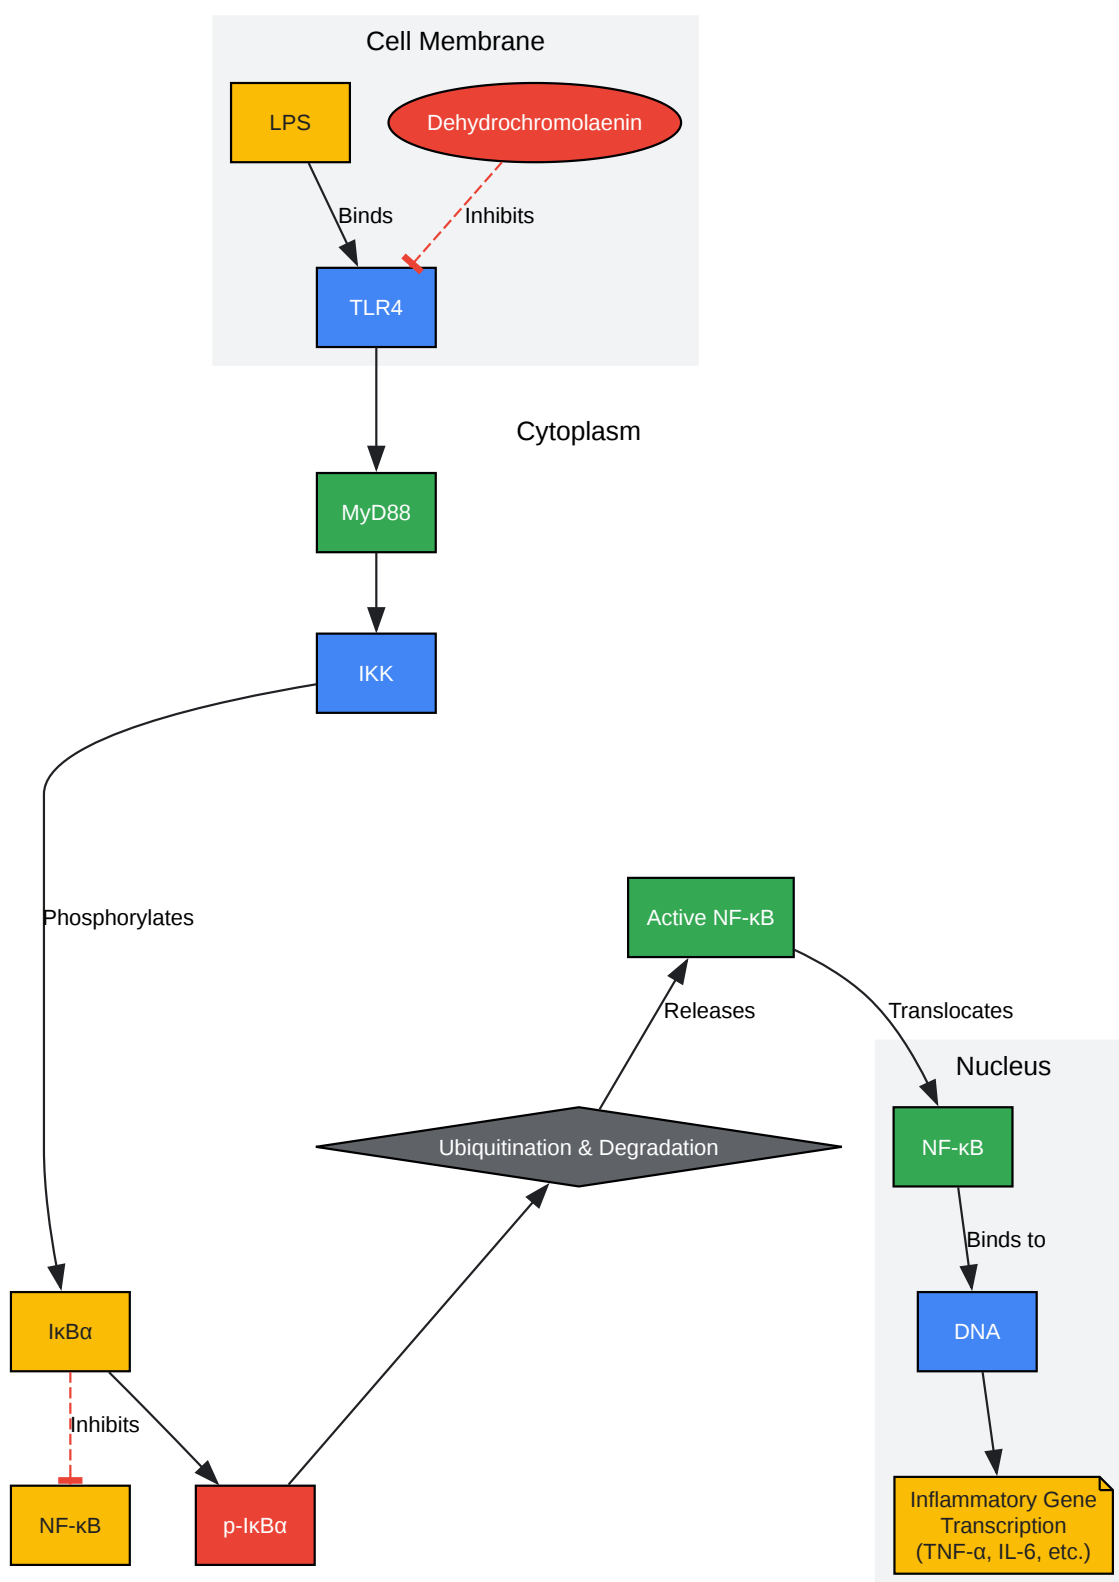 Cell Membrane
LPS
Dehydrochromolaenin
Binds
Inhibits
TLR4
Cytoplasm
MyD88
IKK
Phosphorylates
Active NF-κB
Releases
Translocates
Nucleus
Ubiquitination & Degradation
NF-κB
Binds to
IκBα
DNA
Inhibits
NF-κB
p-IκBα
Inflammatory Gene
Transcription
(TNF-α, IL-6, etc.)